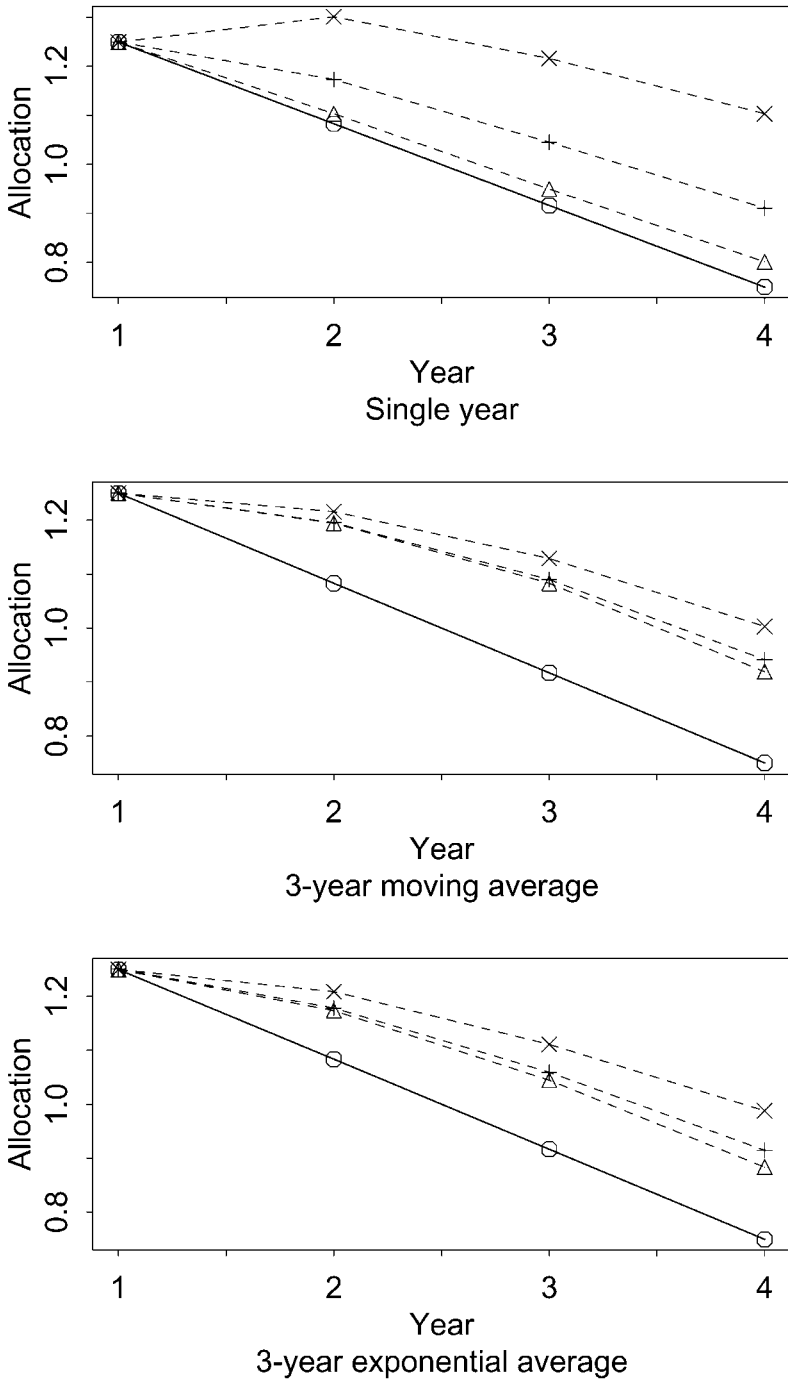 Allocation
1.2
1.0
0.8
1 2 3 4
Year
Single year
Allocation
1.2
1.0
0.8
1 2 3 4
Year
3-year moving average
Allocation
1.2
1.0
0.8
1 2 3 4
Year
3-year exponential average